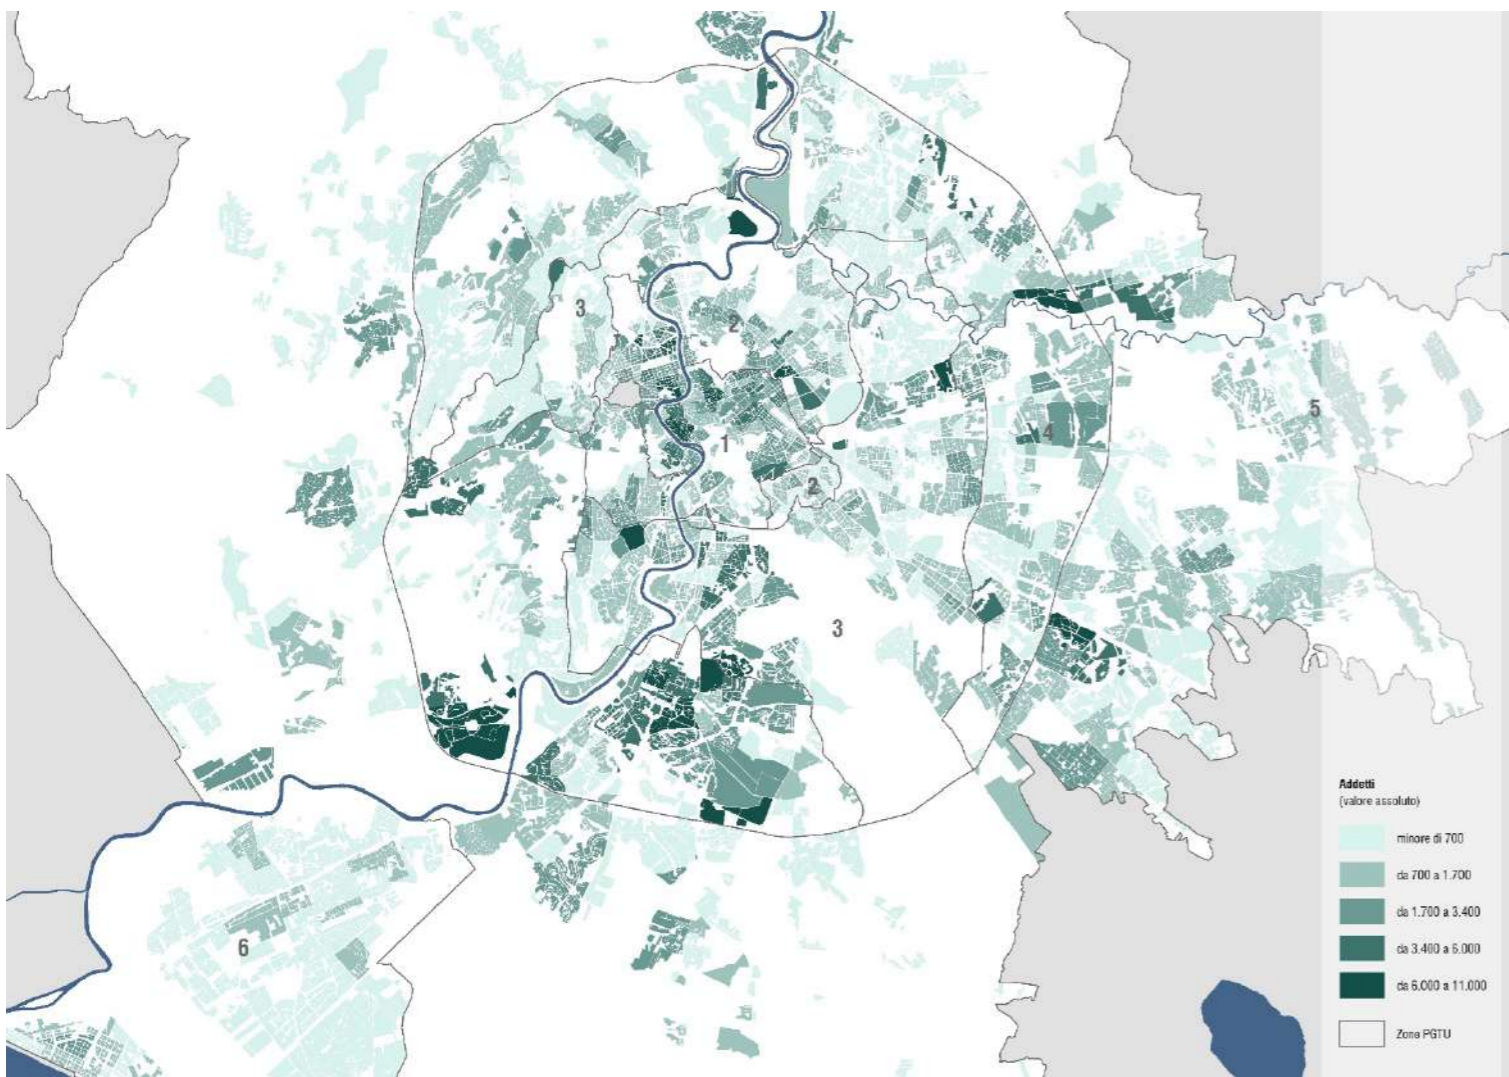 3
2
5
4
1
2
3
6
Addetti
(valore assoluto)
minore di 700
da 700 a 1.700
da 1.700 a 3.400
da 3.400 a 6.000
da 6.000 a 11.000
Zone PGTU